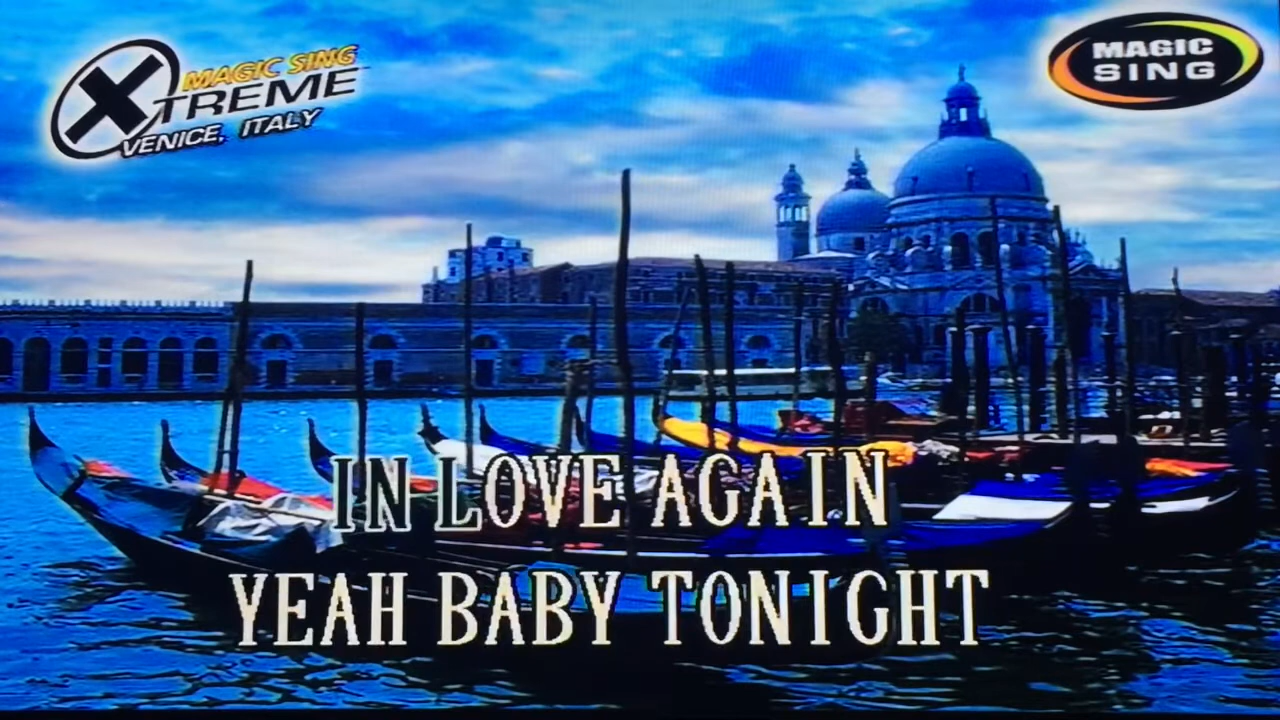 MAGIC SING
XTREME
VENICE, ITALY
MAGIC
SING
IN LOVE AGAIN
YEAH BABY TONIGHT